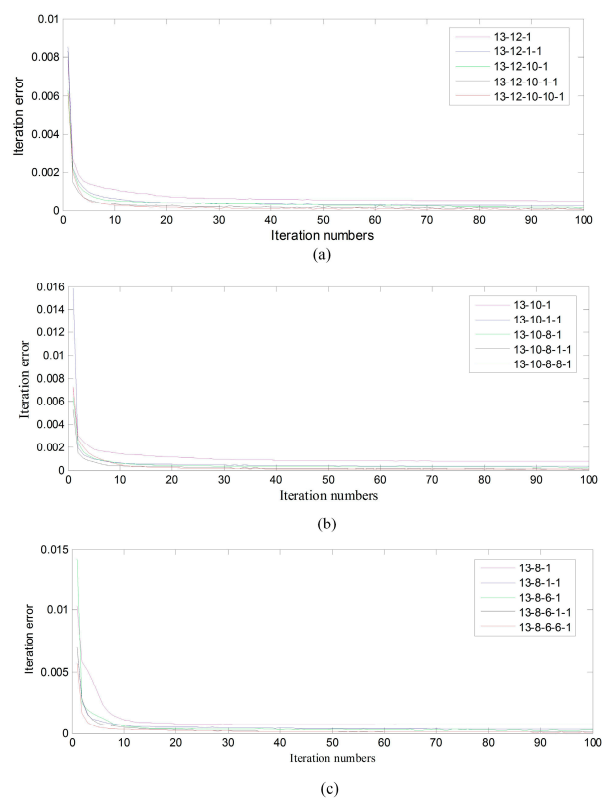 0.01
0.008
0.006
0.004
0.002
0
Iteration error
13-12-1
13-12-1-1
13-12-10-1
13-12-10-1-1
13-12-10-10-1
0 10 20 30 40 50 60 70 80 90 100
Iteration numbers
(a)
0.016
0.014
0.012
0.01
0.008
0.006
0.004
0.002
0
Iteration error
13-10-1
13-10-1-1
13-10-8-1
13-10-8-1-1
13-10-8-8-1
0 10 20 30 40 50 60 70 80 90 100
Iteration numbers
(b)
0.015
0.01
0.005
0
Iteration error
13-8-1
13-8-1-1
13-8-6-1
13-8-6-1-1
13-8-6-6-1
0 10 20 30 40 50 60 70 80 90 100
Iteration numbers
(c)